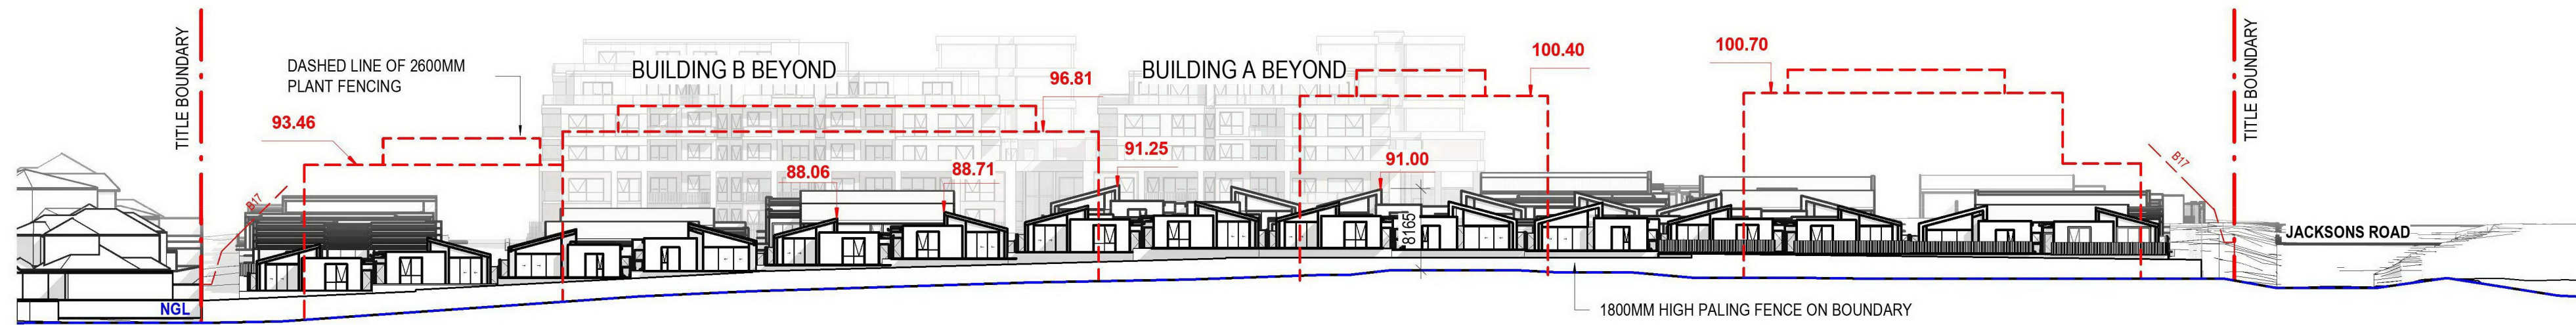 TITLE BOUNDARY
DASHED LINE OF 2600MM
PLANT FENCING
93.46
B17
BUILDING B BEYOND
96.81
BUILDING A BEYOND
100.40
100.70
TITLE BOUNDARY
B17
88.06
88.71
91.25
91.00
8165
JACKSONS ROAD
NGL
1800MM HIGH PALING FENCE ON BOUNDARY